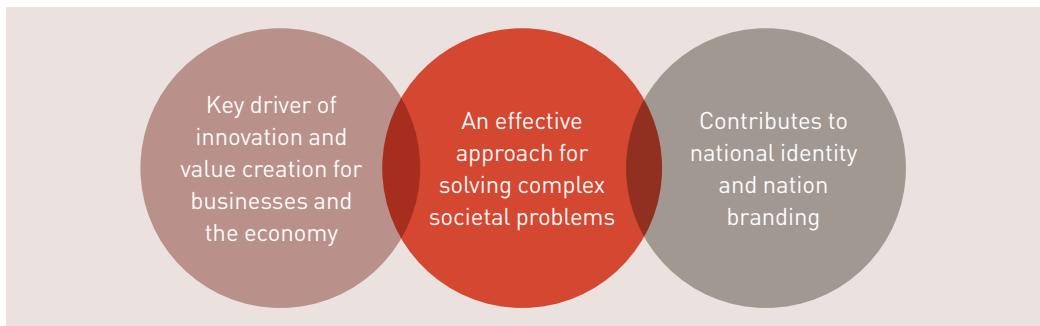 Key driver of
innovation and
value creation for
businesses and
the economy
An effective
approach for
solving complex
societal problems
Contributes to
national identity
and nation
branding